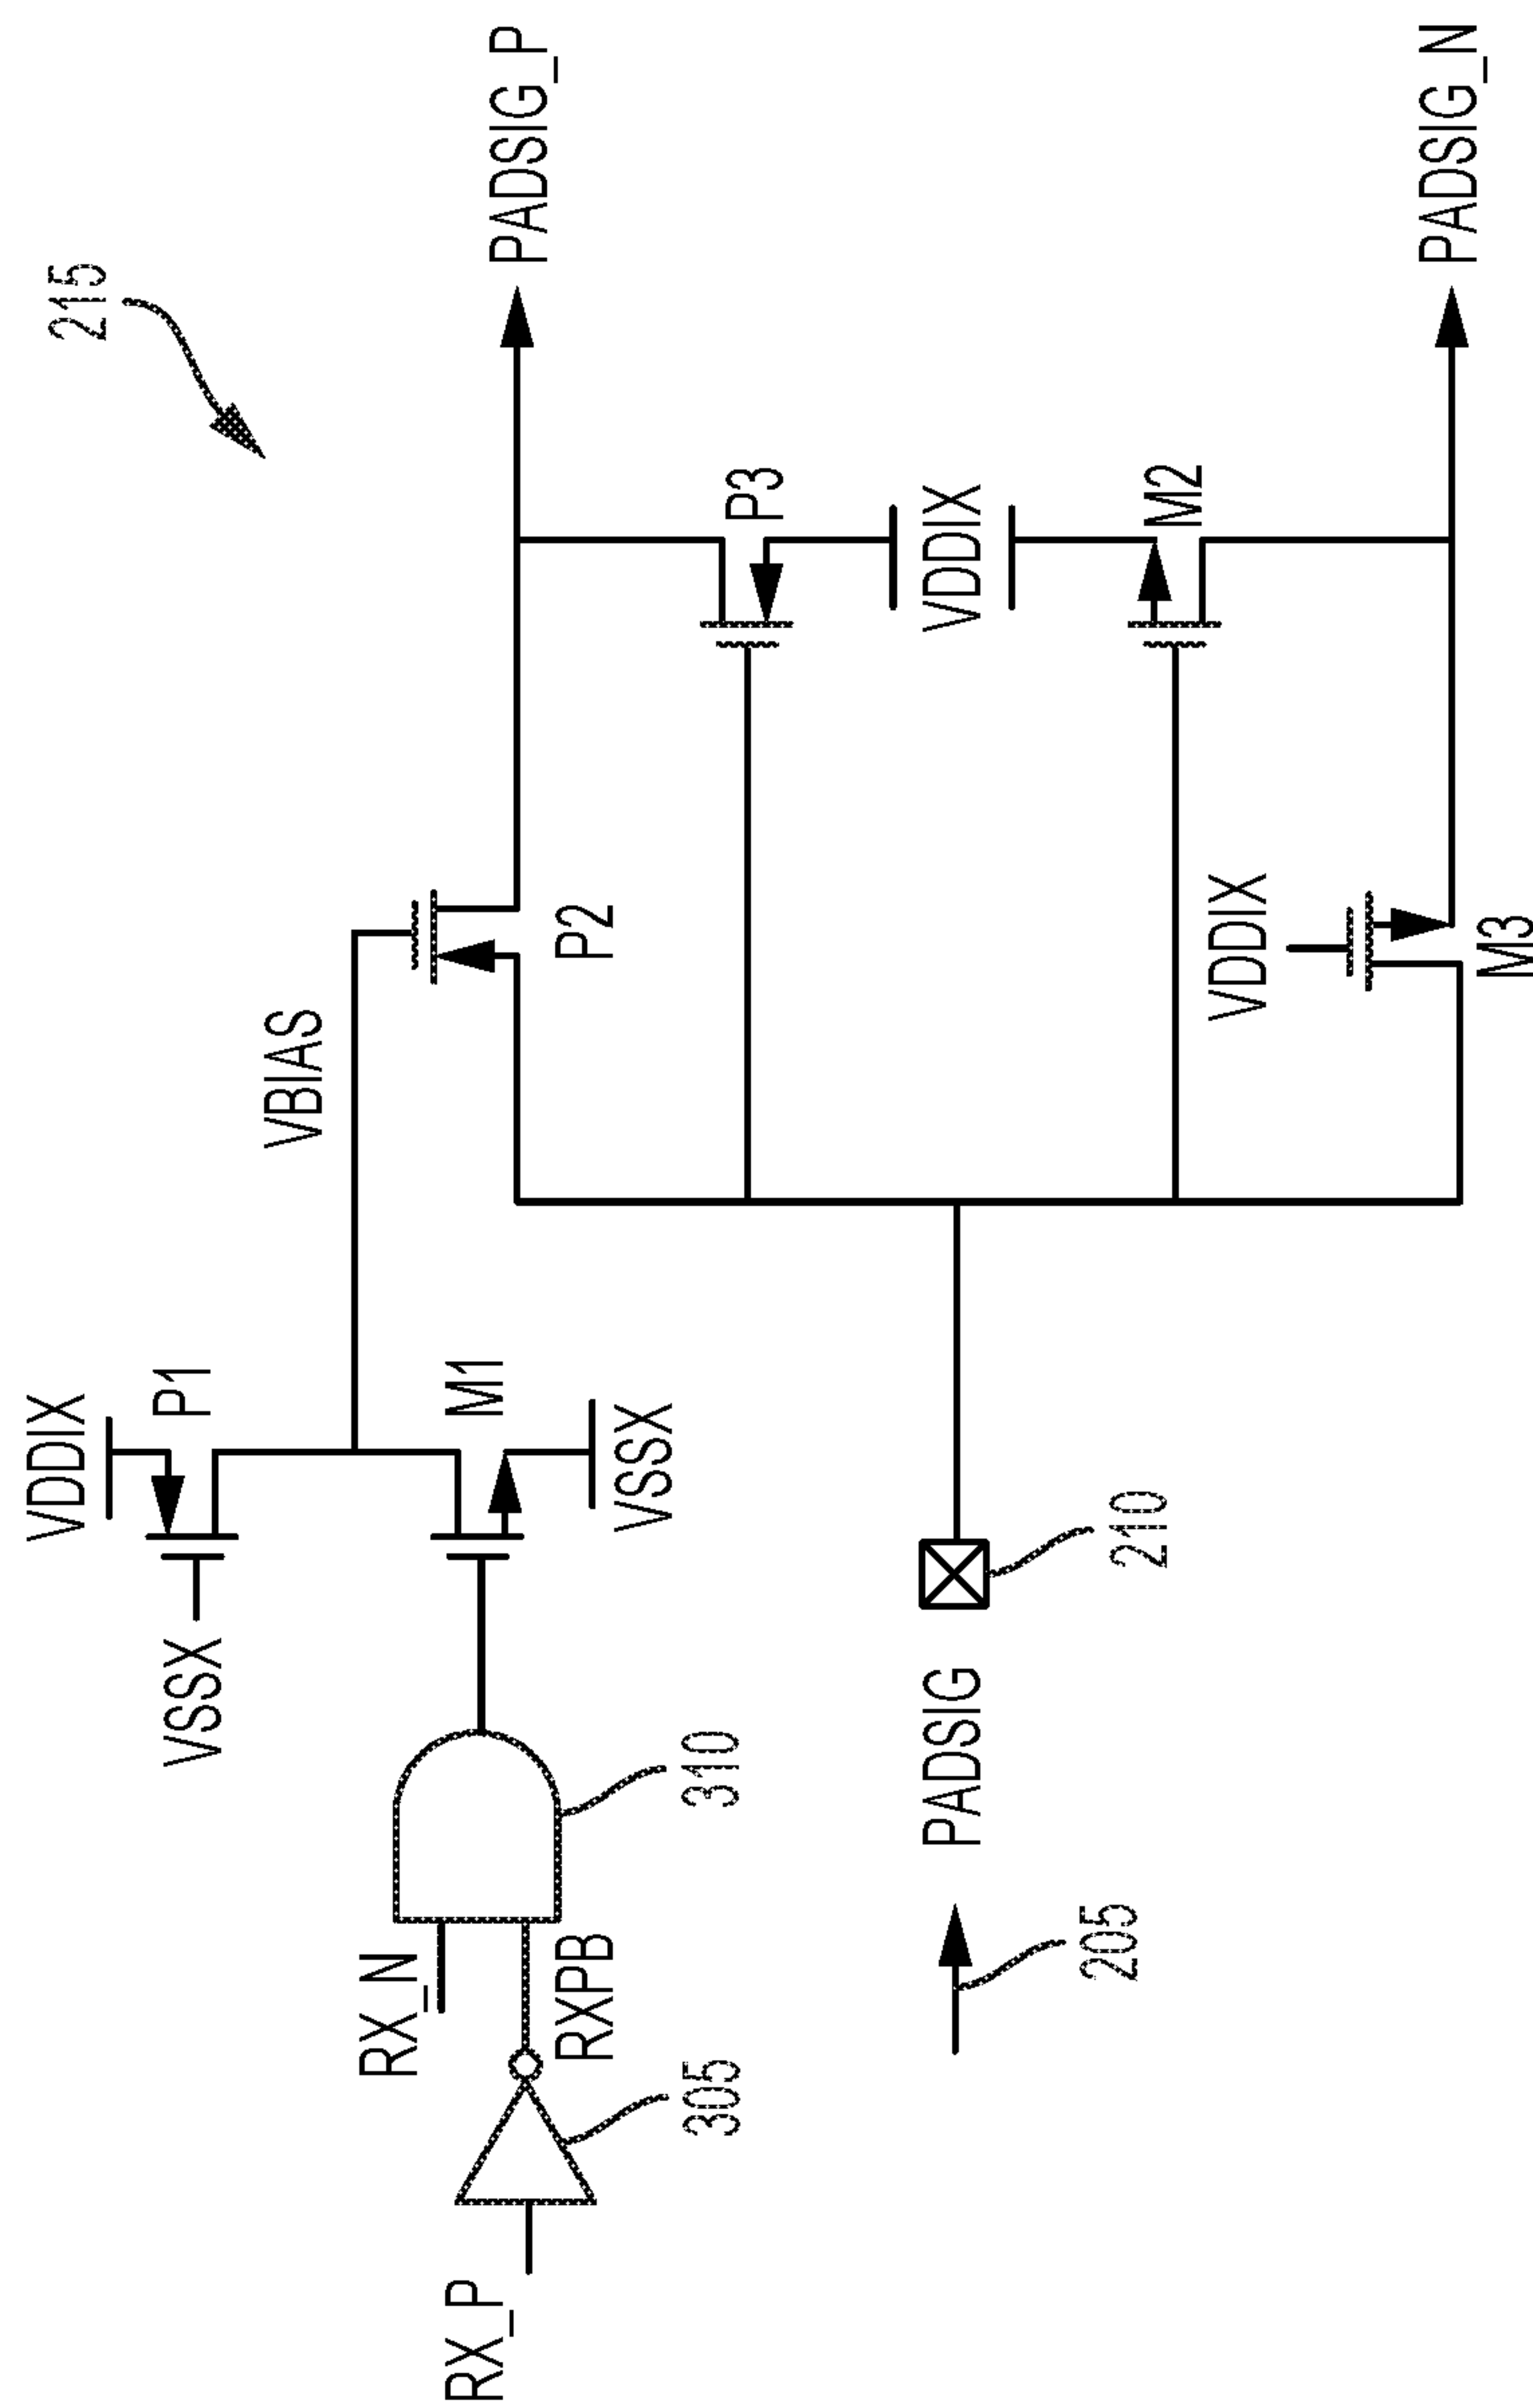 215
VDDIX
P1
VSSX
VBIAS
PADSIG_P
RX_N
M1
P2
RX_P
RXPB
VSSX
305
310
P3
PADSIG
VDDIX
205
210
M2
VDDIX
M3
PADSIG_N